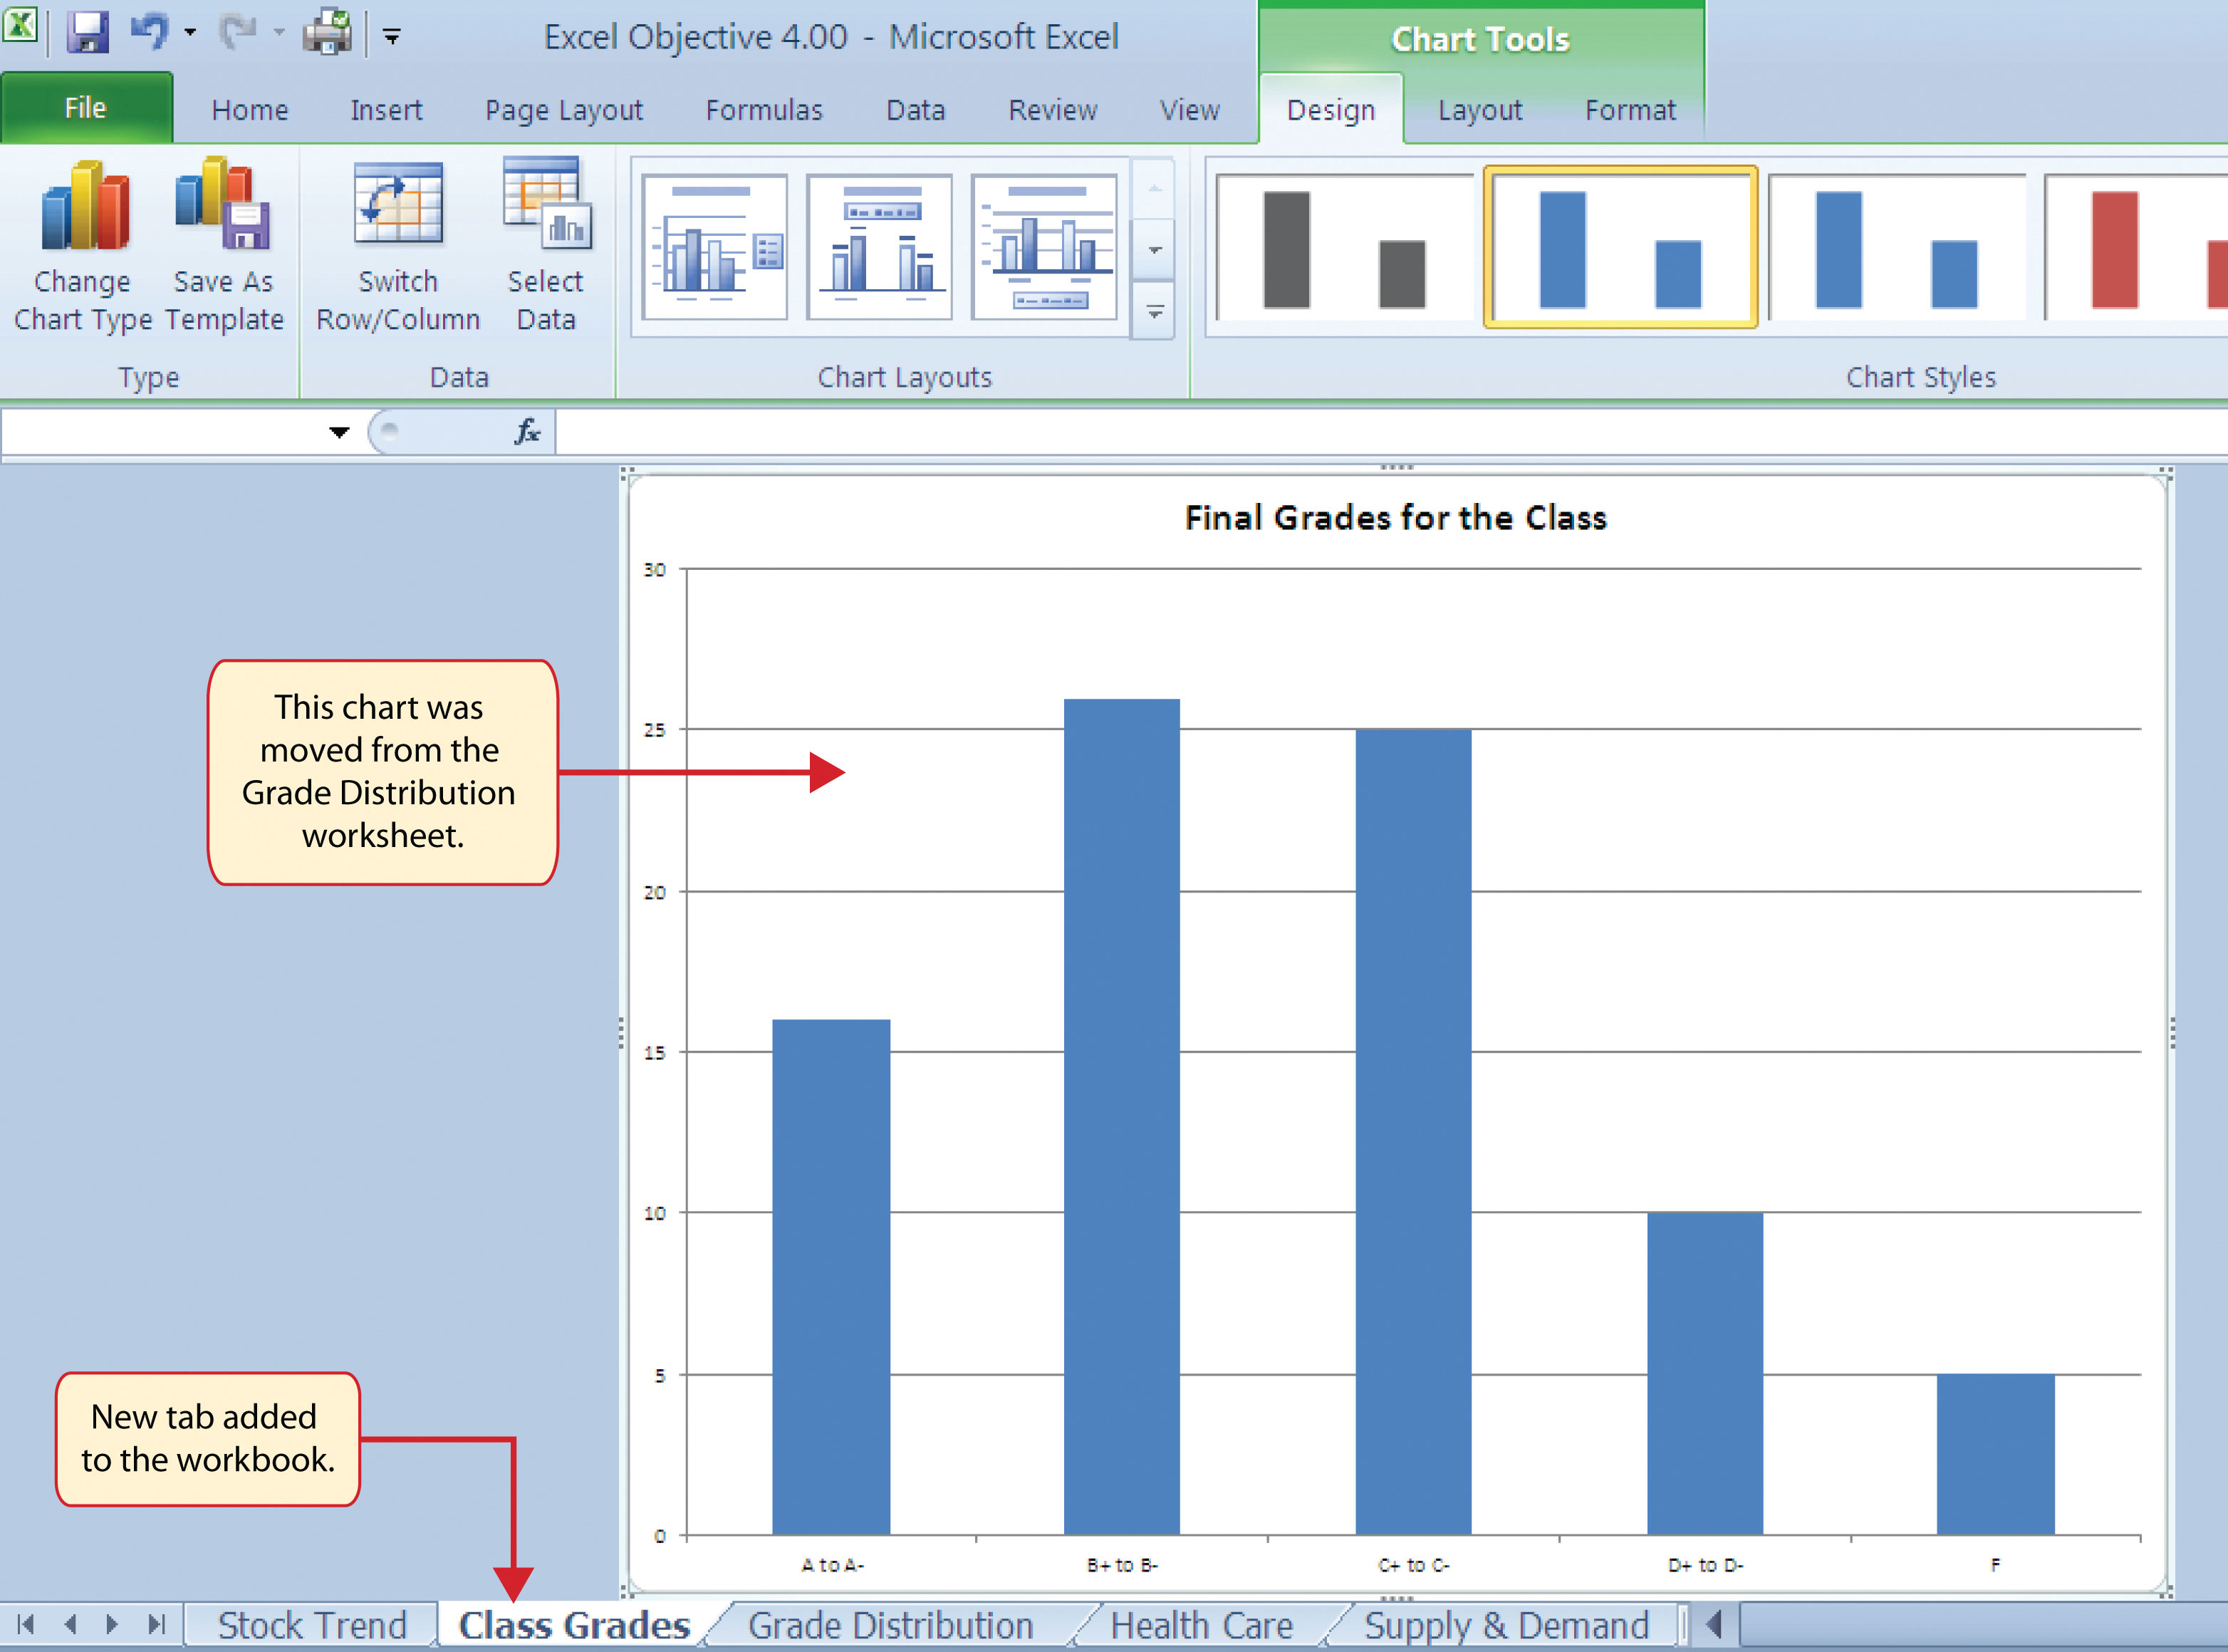 Excel Objective 4.00 - Microsoft Excel
Chart Tools
File Home Insert Page Layout Formulas Data Review View Design Layout Format
Change
Chart Type
Save As
Template
Switch
Row/Column
Select
Data
Type Data Chart Layouts Chart Styles
fx
Final Grades for the Class
30
25
20
15
10
5
0
A to A-
B+ to B-
C+ to C-
D+ to D-
F
This chart was
moved from the
Grade Distribution
worksheet.
New tab added
to the workbook.
Stock Trend Class Grades Grade Distribution Health Care Supply & Demand